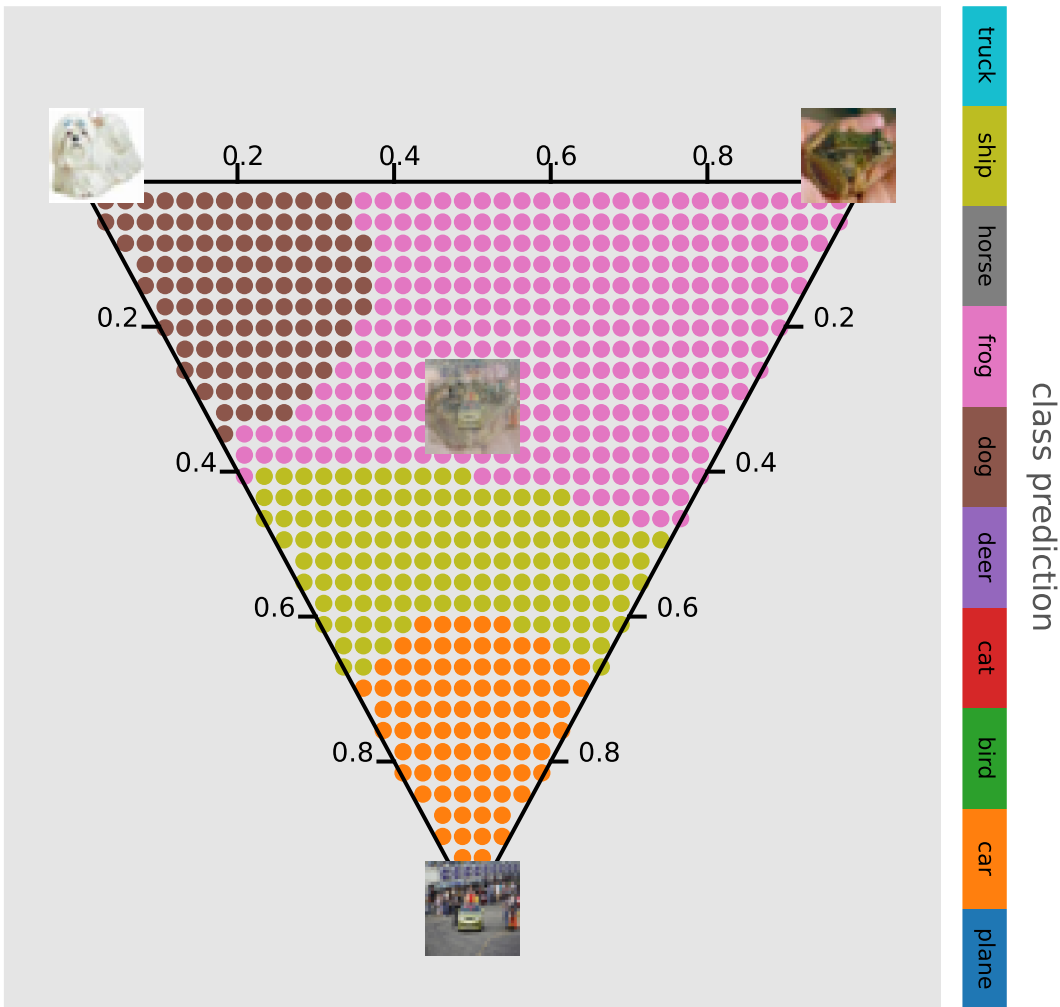 0.2 0.4 0.6 0.8
0.2 0.2
0.4 0.4
0.6 0.6
0.8 0.8
truck
ship
horse
frog
dog
deer
cat
bird
car
plane
class prediction